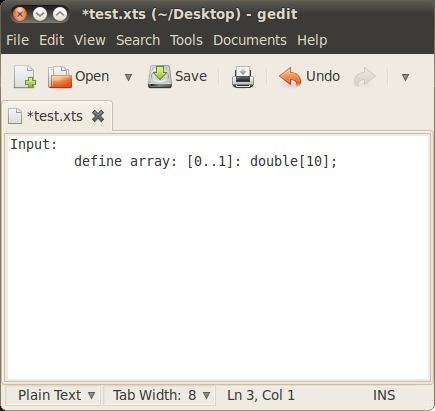 *test.xts (~/Desktop) - gedit
File Edit View Search Tools Documents Help
Open Save Undo
*test.xts
Input:
define array: [0..1]: double[10];
Plain Text Tab Width: 8 Ln 3, Col 1 INS